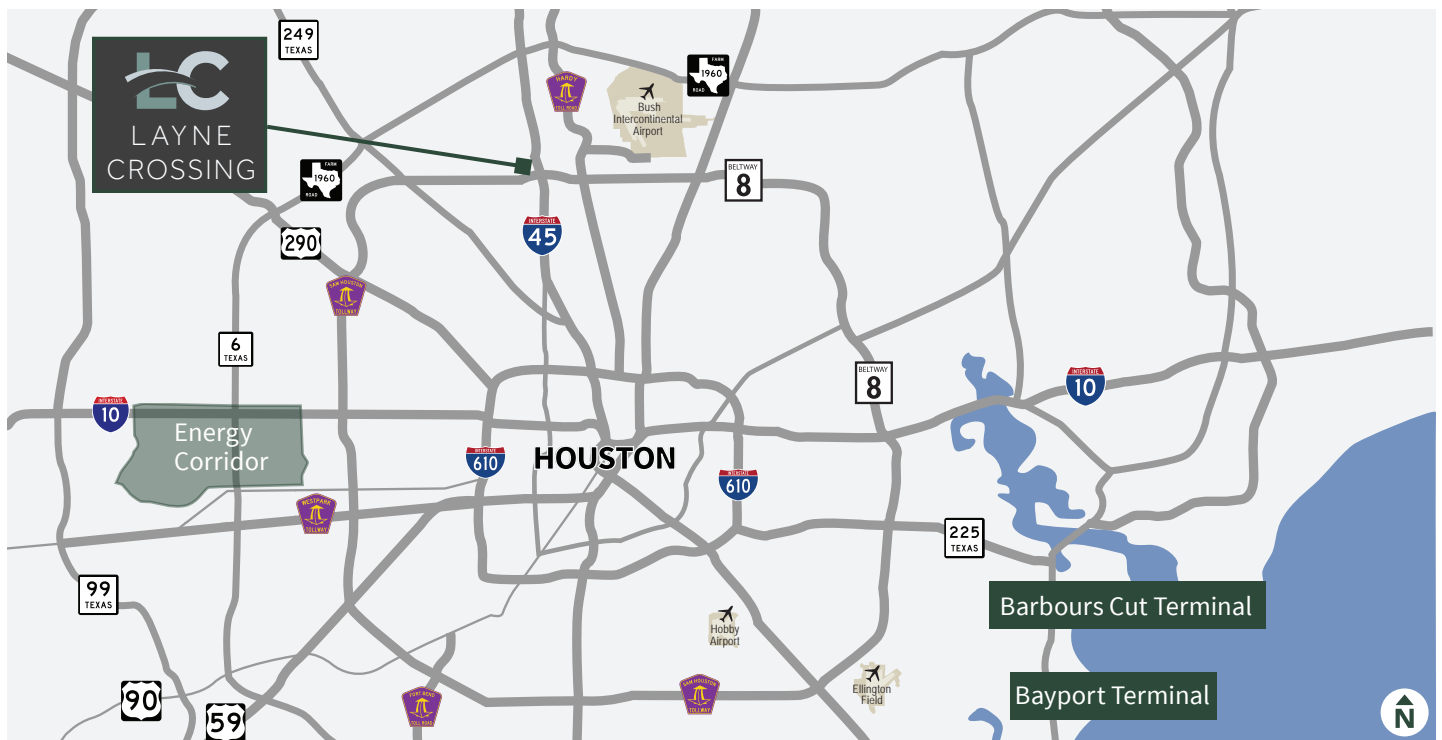 249
TEXAS
LC
LAYNE
CROSSING
HARDY
TOLL ROAD
FARM
1960
ROAD
Bush
Intercontinental
Airport
FARM
1960
ROAD
BELTWAY
8
290
INTERSTATE
45
SAM HOUSTON
TOLLWAY
6
TEXAS
BELTWAY
8
INTERSTATE
10
INTERSTATE
10
Energy
Corridor
INTERSTATE
610
HOUSTON
INTERSTATE
610
WESTPARK
TOLLWAY
225
TEXAS
99
TEXAS
Barbours Cut Terminal
Hobby
Airport
Ellington
Field
Bayport Terminal
90
59
FORT BEND
TOLL ROAD
SAM HOUSTON
TOLLWAY
N